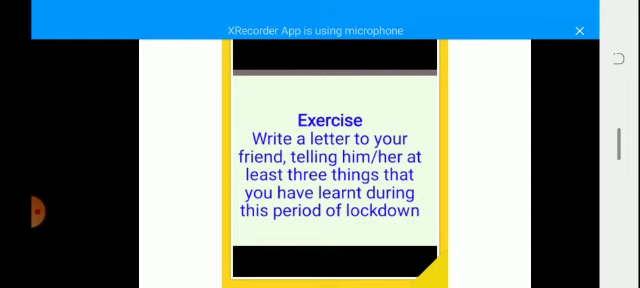 XRecorder App is using microphone
Exercise
Write a letter to your
friend, telling him/her at
least three things that
you have learnt during
this period of lockdown